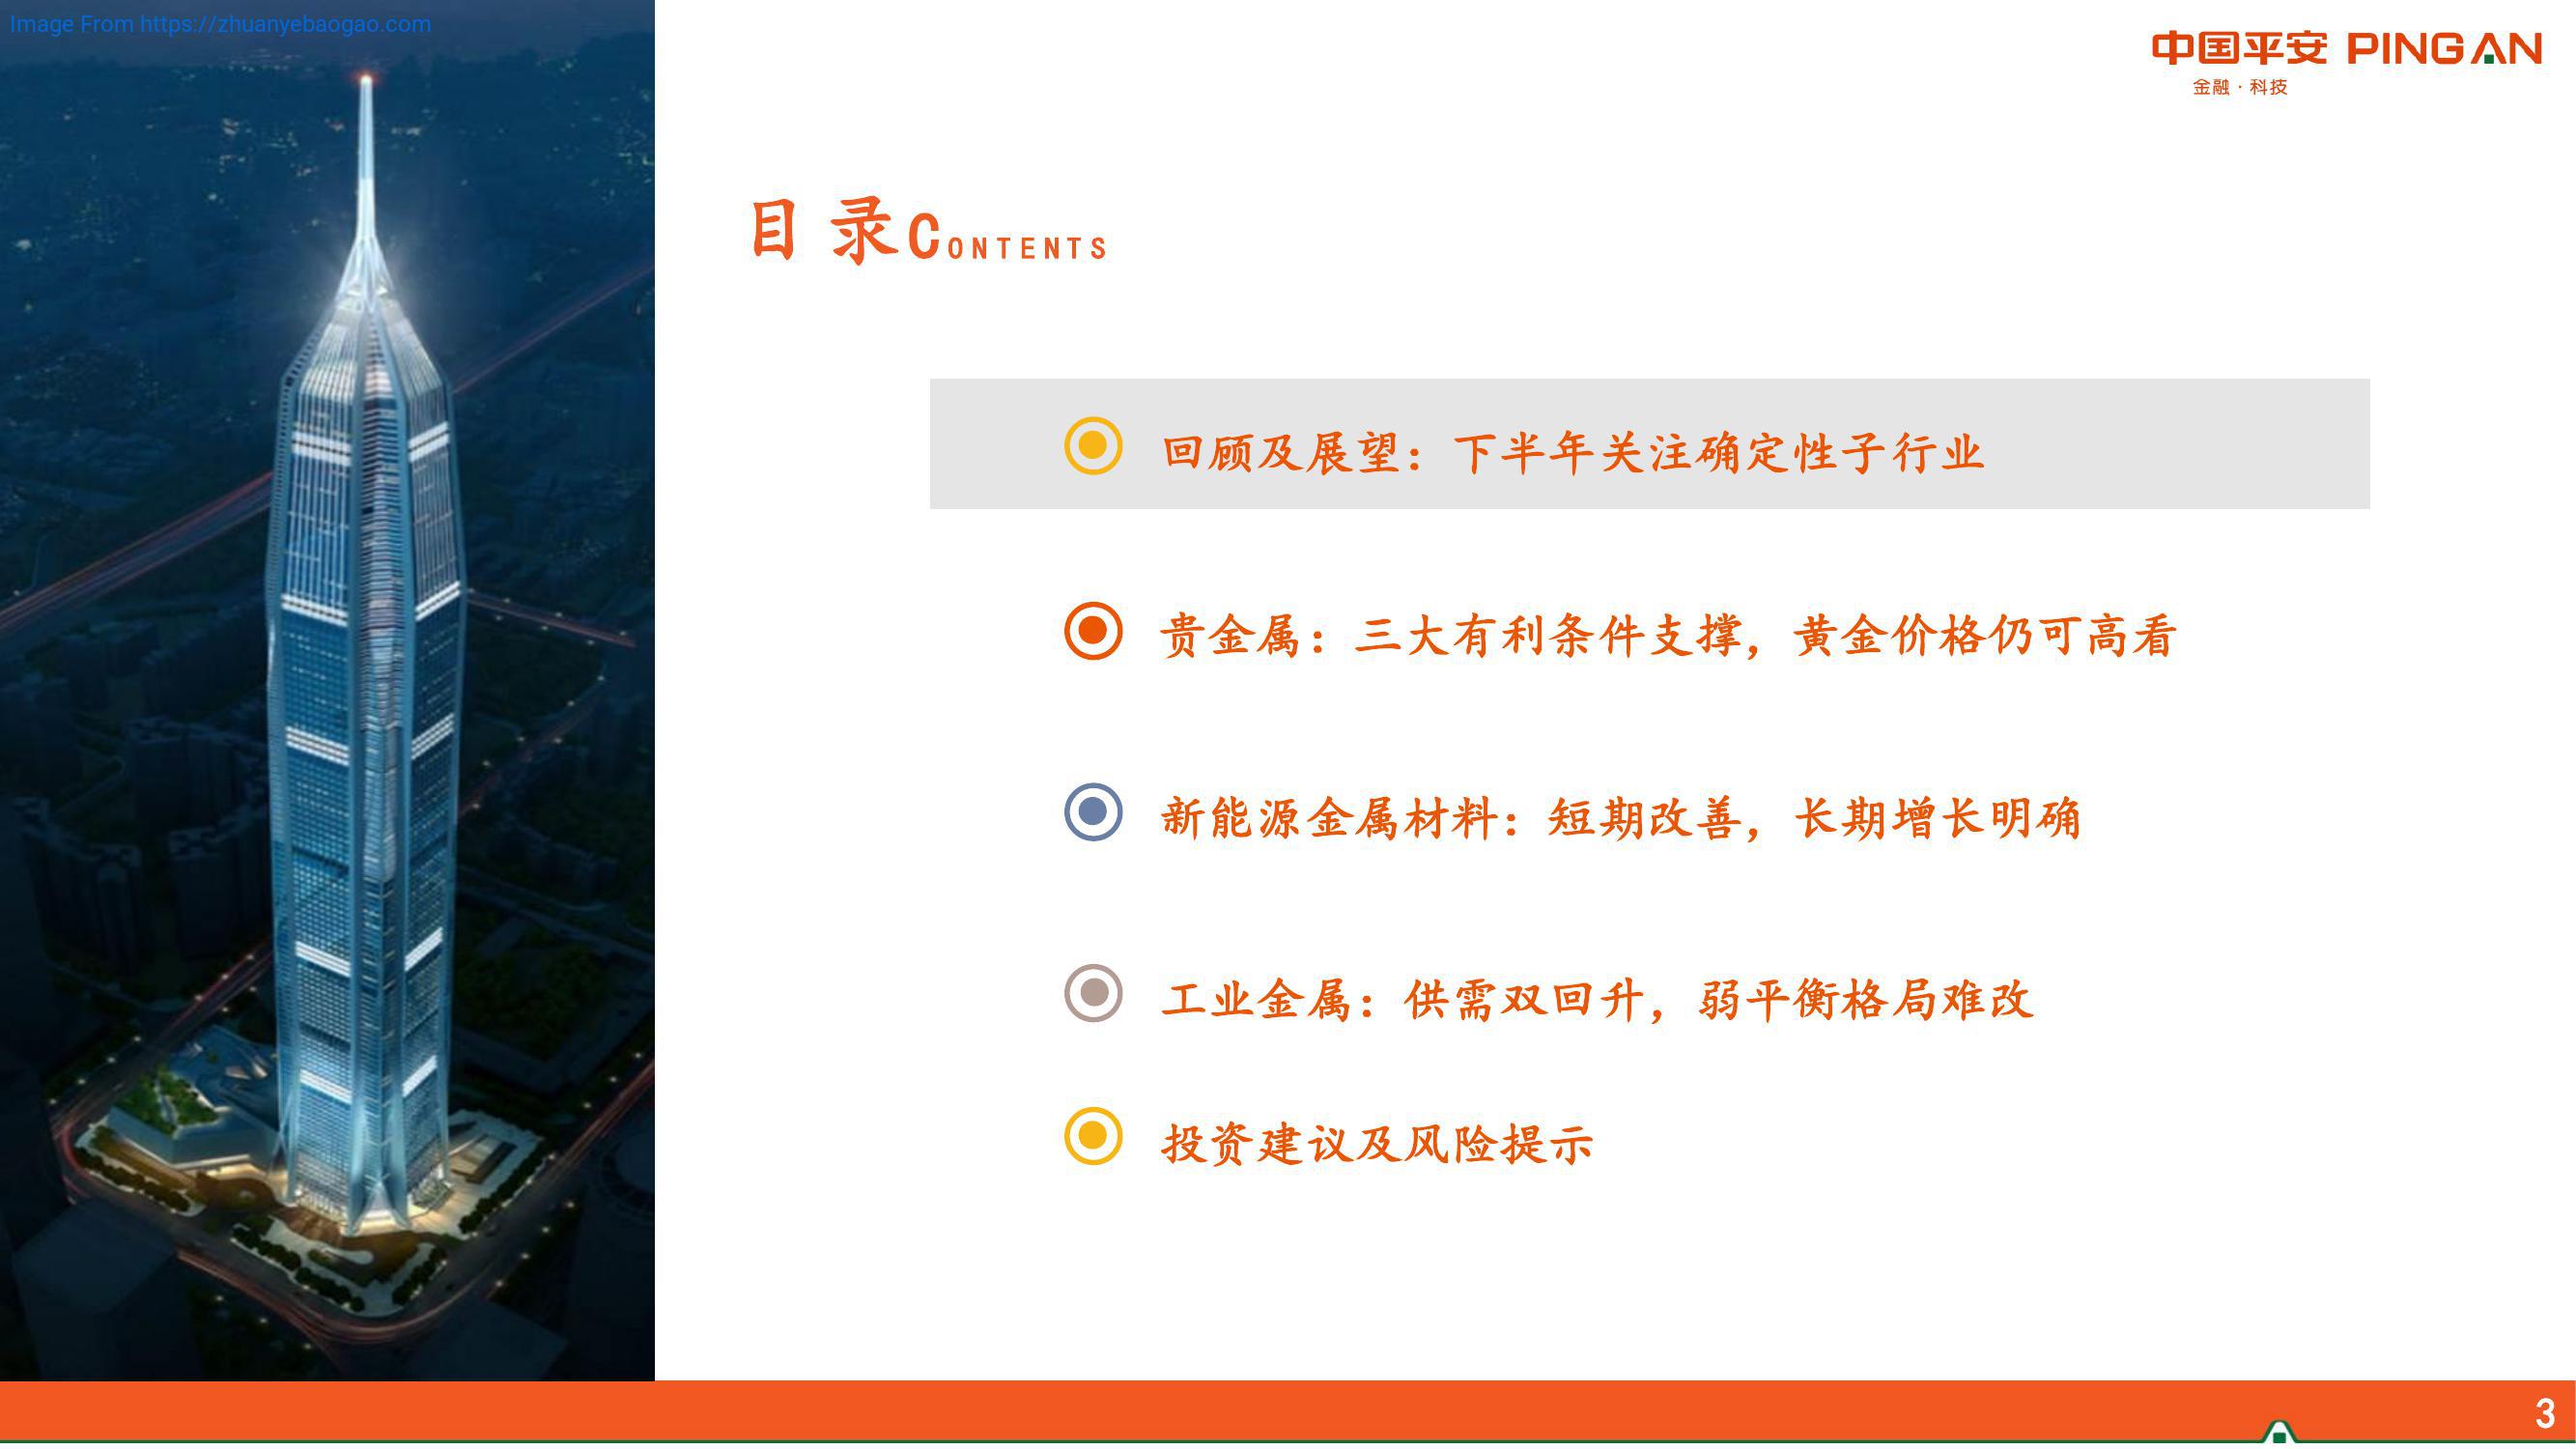 Image From https://zhuanyebaogao.com
中国平安 PINGAN
金融·科技
目 录CONTENTS
回顾及展望：下半年关注确定性子行业
贵金属：三大有利条件支撑，黄金价格仍可高看
新能源金属材料：短期改善，长期增长明确
工业金属：供需双回升，弱平衡格局难改
投资建议及风险提示
3